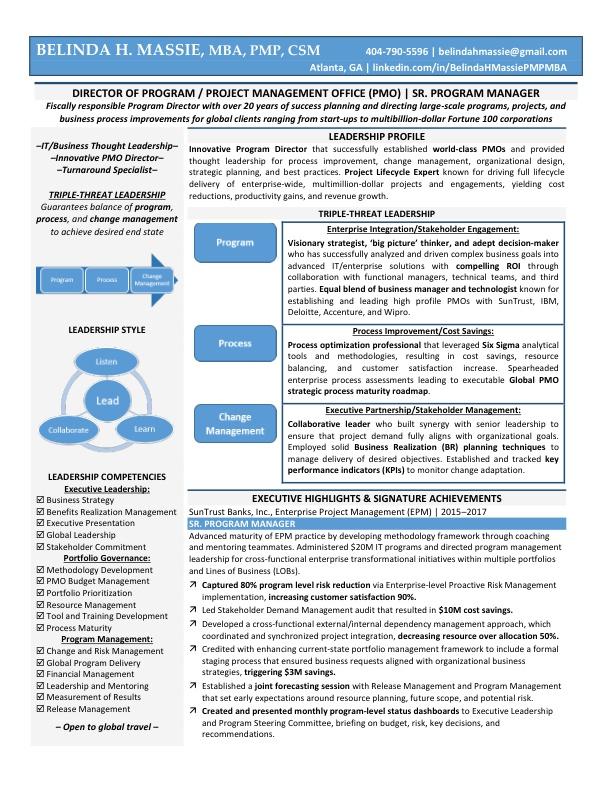 BELINDA H. MASSIE, MBA, PMP, CSM
404-790-5596 | belindahmassie@gmail.com
Atlanta, GA | linkedin.com/in/BelindaHMassiePMPMBA
DIRECTOR OF PROGRAM / PROJECT MANAGEMENT OFFICE (PMO) | SR. PROGRAM MANAGER
Fiscally responsible Program Director with over 20 years of success planning and directing large-scale programs, projects, and
business process improvements for global clients ranging from start-ups to multibillion-dollar Fortune 100 corporations
–IT/Business Thought Leadership–
–Innovative PMO Director–
–Turnaround Specialist–
TRIPLE-THREAT LEADERSHIP
Guarantees balance of program,
process, and change management
to achieve desired end state
Program
Process
Change
Management
LEADERSHIP STYLE
Listen
Lead
Collaborate
Learn
LEADERSHIP COMPETENCIES
Executive Leadership:
☑ Business Strategy
☑ Benefits Realization Management
☑ Executive Presentation
☑ Global Leadership
☑ Stakeholder Commitment
Portfolio Governance:
☑ Methodology Development
☑ PMO Budget Management
☑ Portfolio Prioritization
☑ Resource Management
☑ Tool and Training Development
☑ Process Maturity
Program Management:
☑ Change and Risk Management
☑ Global Program Delivery
☑ Financial Management
☑ Leadership and Mentoring
☑ Measurement of Results
☑ Release Management
– Open to global travel –
LEADERSHIP PROFILE
Innovative Program Director that successfully established world-class PMOs and provided
thought leadership for process improvement, change management, organizational design,
strategic planning, and best practices. Project Lifecycle Expert known for driving full lifecycle
delivery of enterprise-wide, multimillion-dollar projects and engagements, yielding cost
reductions, productivity gains, and revenue growth.
TRIPLE-THREAT LEADERSHIP
Program
Enterprise Integration/Stakeholder Engagement:
Visionary strategist, ‘big picture’ thinker, and adept decision-maker
who has successfully analyzed and driven complex business goals into
advanced IT/enterprise solutions with compelling ROI through
collaboration with functional managers, technical teams, and third
parties. Equal blend of business manager and technologist known for
establishing and leading high profile PMOs with SunTrust, IBM,
Deloitte, Accenture, and Wipro.
Process
Process Improvement/Cost Savings:
Process optimization professional that leveraged Six Sigma analytical
tools and methodologies, resulting in cost savings, resource
balancing, and customer satisfaction increase. Spearheaded
enterprise process assessments leading to executable Global PMO
strategic process maturity roadmap.
Change
Management
Executive Partnership/Stakeholder Management:
Collaborative leader who built synergy with senior leadership to
ensure that project demand fully aligns with organizational goals.
Employed solid Business Realization (BR) planning techniques to
manage delivery of desired objectives. Established and tracked key
performance indicators (KPIs) to monitor change adaptation.
EXECUTIVE HIGHLIGHTS & SIGNATURE ACHIEVEMENTS
SunTrust Banks, Inc., Enterprise Project Management (EPM) | 2015–2017
SR. PROGRAM MANAGER
Advanced maturity of EPM practice by developing methodology framework through coaching
and mentoring teammates. Administered $20M IT programs and directed program management
leadership for cross-functional enterprise transformational initiatives within multiple portfolios
and Lines of Business (LOBs).
↗ Captured 80% program level risk reduction via Enterprise-level Proactive Risk Management
implementation, increasing customer satisfaction 90%.
↗ Led Stakeholder Demand Management audit that resulted in $10M cost savings.
↗ Developed a cross-functional external/internal dependency management approach, which
coordinated and synchronized project integration, decreasing resource over allocation 50%.
↗ Credited with enhancing current-state portfolio management framework to include a formal
staging process that ensured business requests aligned with organizational business
strategies, triggering $3M savings.
↗ Established a joint forecasting session with Release Management and Program Management
that set early expectations around resource planning, future scope, and potential risk.
↗ Created and presented monthly program-level status dashboards to Executive Leadership
and Program Steering Committee, briefing on budget, risk, key decisions, and
recommendations.